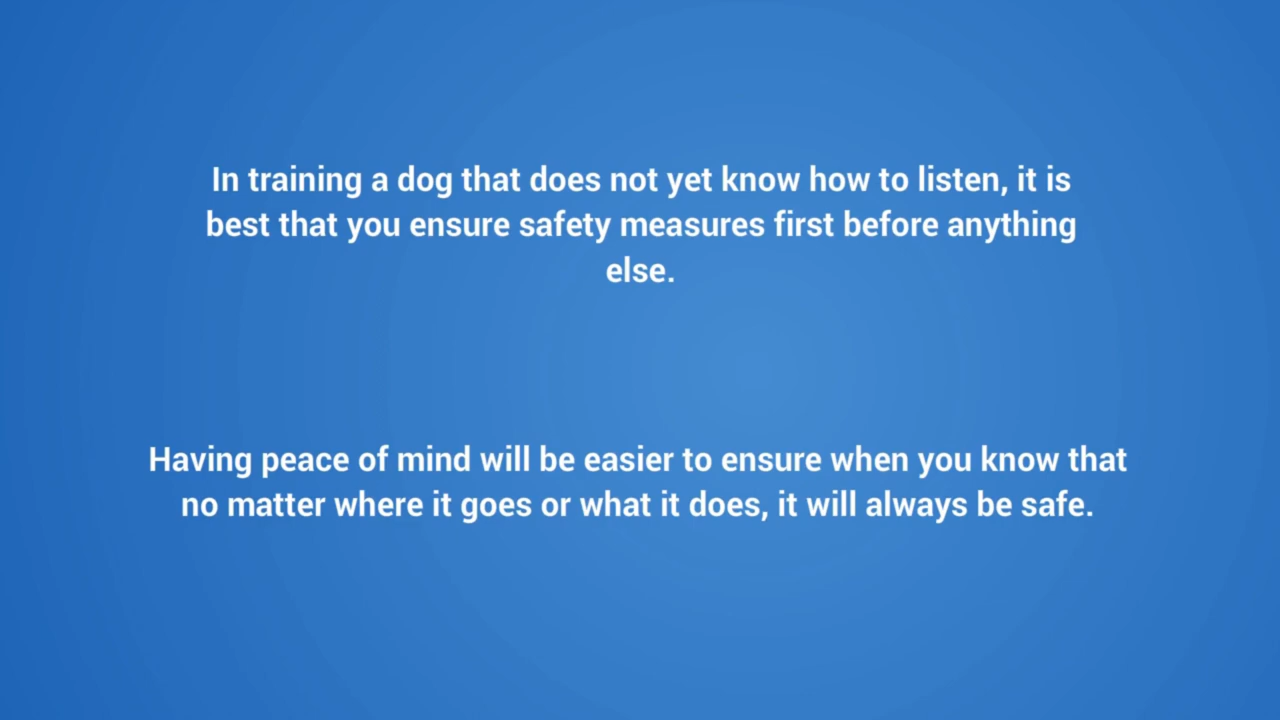 In training a dog that does not yet know how to listen, it is
best that you ensure safety measures first before anything
else.
Having peace of mind will be easier to ensure when you know that
no matter where it goes or what it does, it will always be safe.